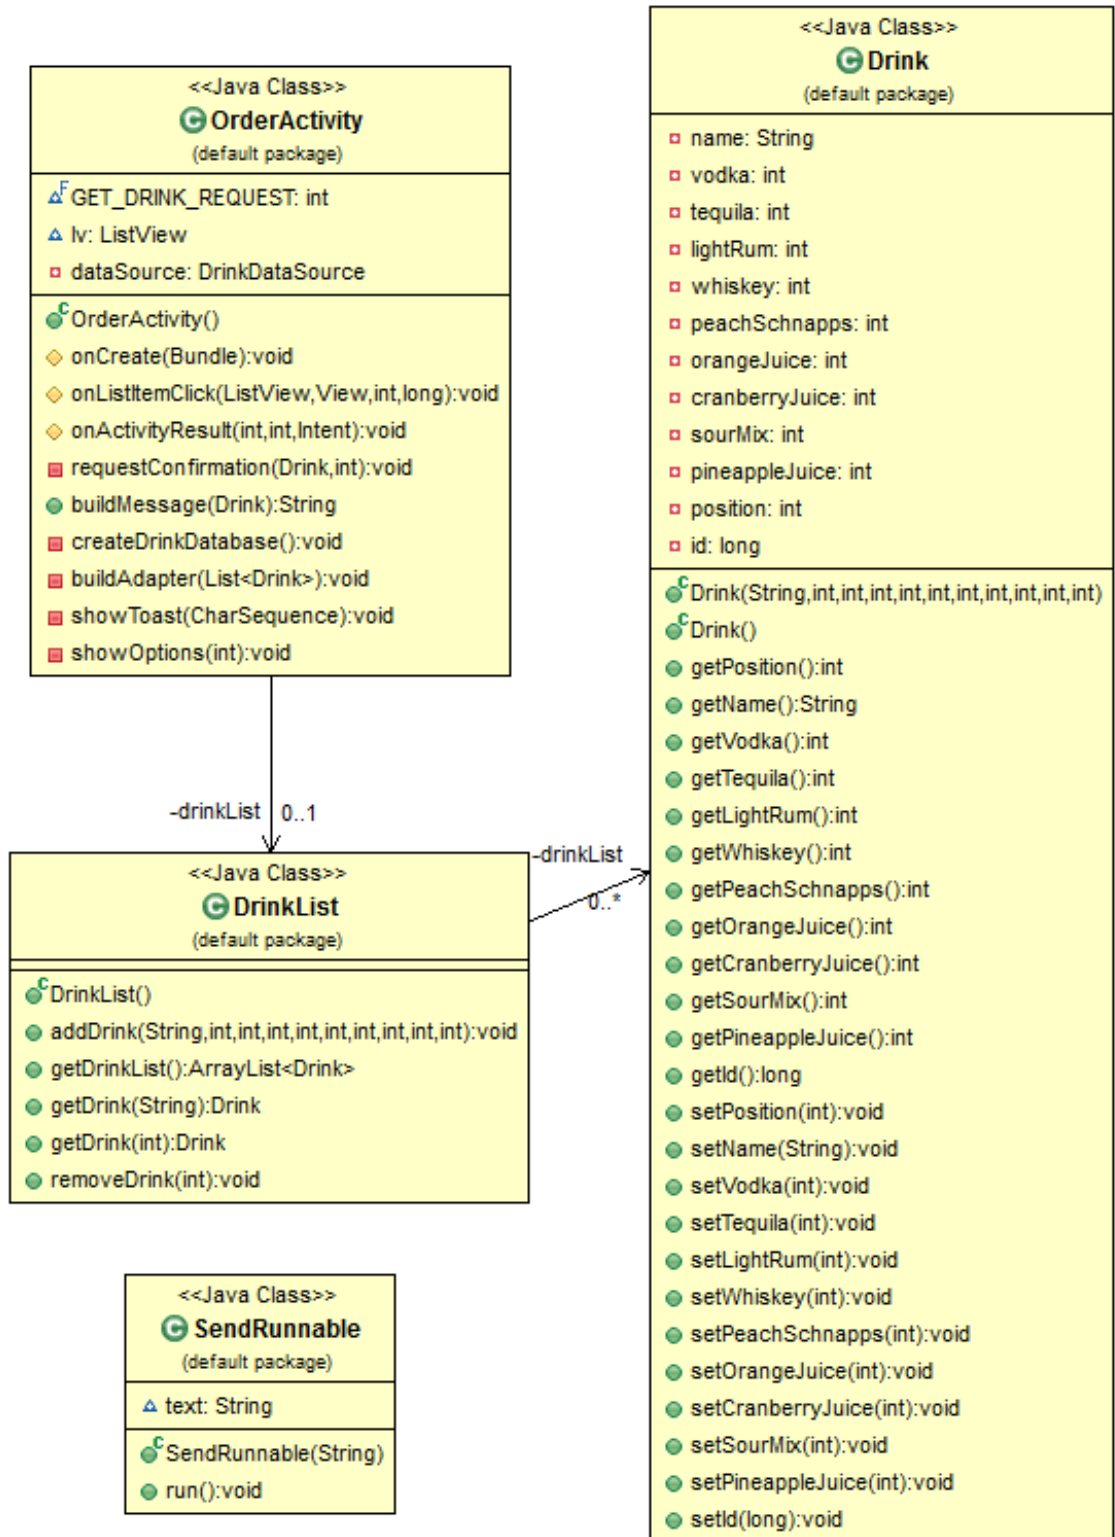 <<Java Class>>
OrderActivity
(default package)
GET_DRINK_REQUEST: int
lv: ListView
dataSource: DrinkDataSource
OrderActivity()
onCreate(Bundle):void
onListItemClick(ListView,View,int,long):void
onActivityResult(int,int,Intent):void
requestConfirmation(Drink,int):void
buildMessage(Drink):String
createDrinkDatabase():void
buildAdapter(List<Drink>):void
showToast(CharSequence):void
showOptions(int):void
-drinkList 0..1
<<Java Class>>
DrinkList
(default package)
DrinkList()
addDrink(String,int,int,int,int,int,int,int,int,int):void
getDrinkList():ArrayList<Drink>
getDrink(String):Drink
getDrink(int):Drink
removeDrink(int):void
-drinkList
0..*
<<Java Class>>
SendRunnable
(default package)
text: String
SendRunnable(String)
run():void
<<Java Class>>
Drink
(default package)
name: String
vodka: int
tequila: int
lightRum: int
whiskey: int
peachSchnapps: int
orangeJuice: int
cranberryJuice: int
sourMix: int
pineappleJuice: int
position: int
id: long
Drink(String,int,int,int,int,int,int,int,int,int,int)
Drink()
getPosition():int
getName():String
getVodka():int
getTequila():int
getLightRum():int
getWhiskey():int
getPeachSchnapps():int
getOrangeJuice():int
getCranberryJuice():int
getSourMix():int
getPineappleJuice():int
getId():long
setPosition(int):void
setName(String):void
setVodka(int):void
setTequila(int):void
setLightRum(int):void
setWhiskey(int):void
setPeachSchnapps(int):void
setOrangeJuice(int):void
setCranberryJuice(int):void
setSourMix(int):void
setPineappleJuice(int):void
setId(long):void